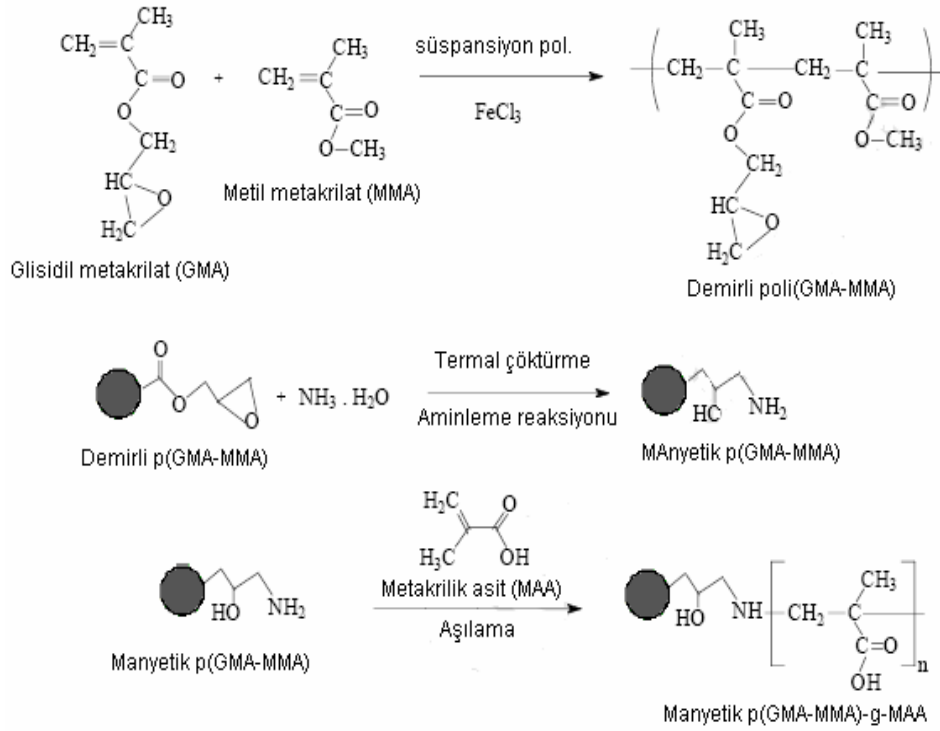 CH₃
CH₂=C
C=O
O
CH₂
HC
O
H₂C
Glisidil metakrilat (GMA)
+
CH₃
CH₂=C
C=O
O–CH₃
Metil metakrilat (MMA)
süspansiyon pol.
FeCl₃
CH₃ CH₃
CH₂–C–CH₂–C
C=O C=O
O O–CH₃
CH₂
HC
O
H₂C
Demirli poli(GMA-MMA)
O
O
O
+ NH₃ . H₂O
Demirli p(GMA-MMA)
Termal çöktürme
Aminleme reaksiyonu
HC NH₂
MAnyetik p(GMA-MMA)
HO NH₂
Manyetik p(GMA-MMA)
H₂C O
H₃C OH
Metakrilik asit (MAA)
Aşılama
CH₃
HO NH–CH₂–C
C=O
OH
n
Manyetik p(GMA-MMA)-g-MAA